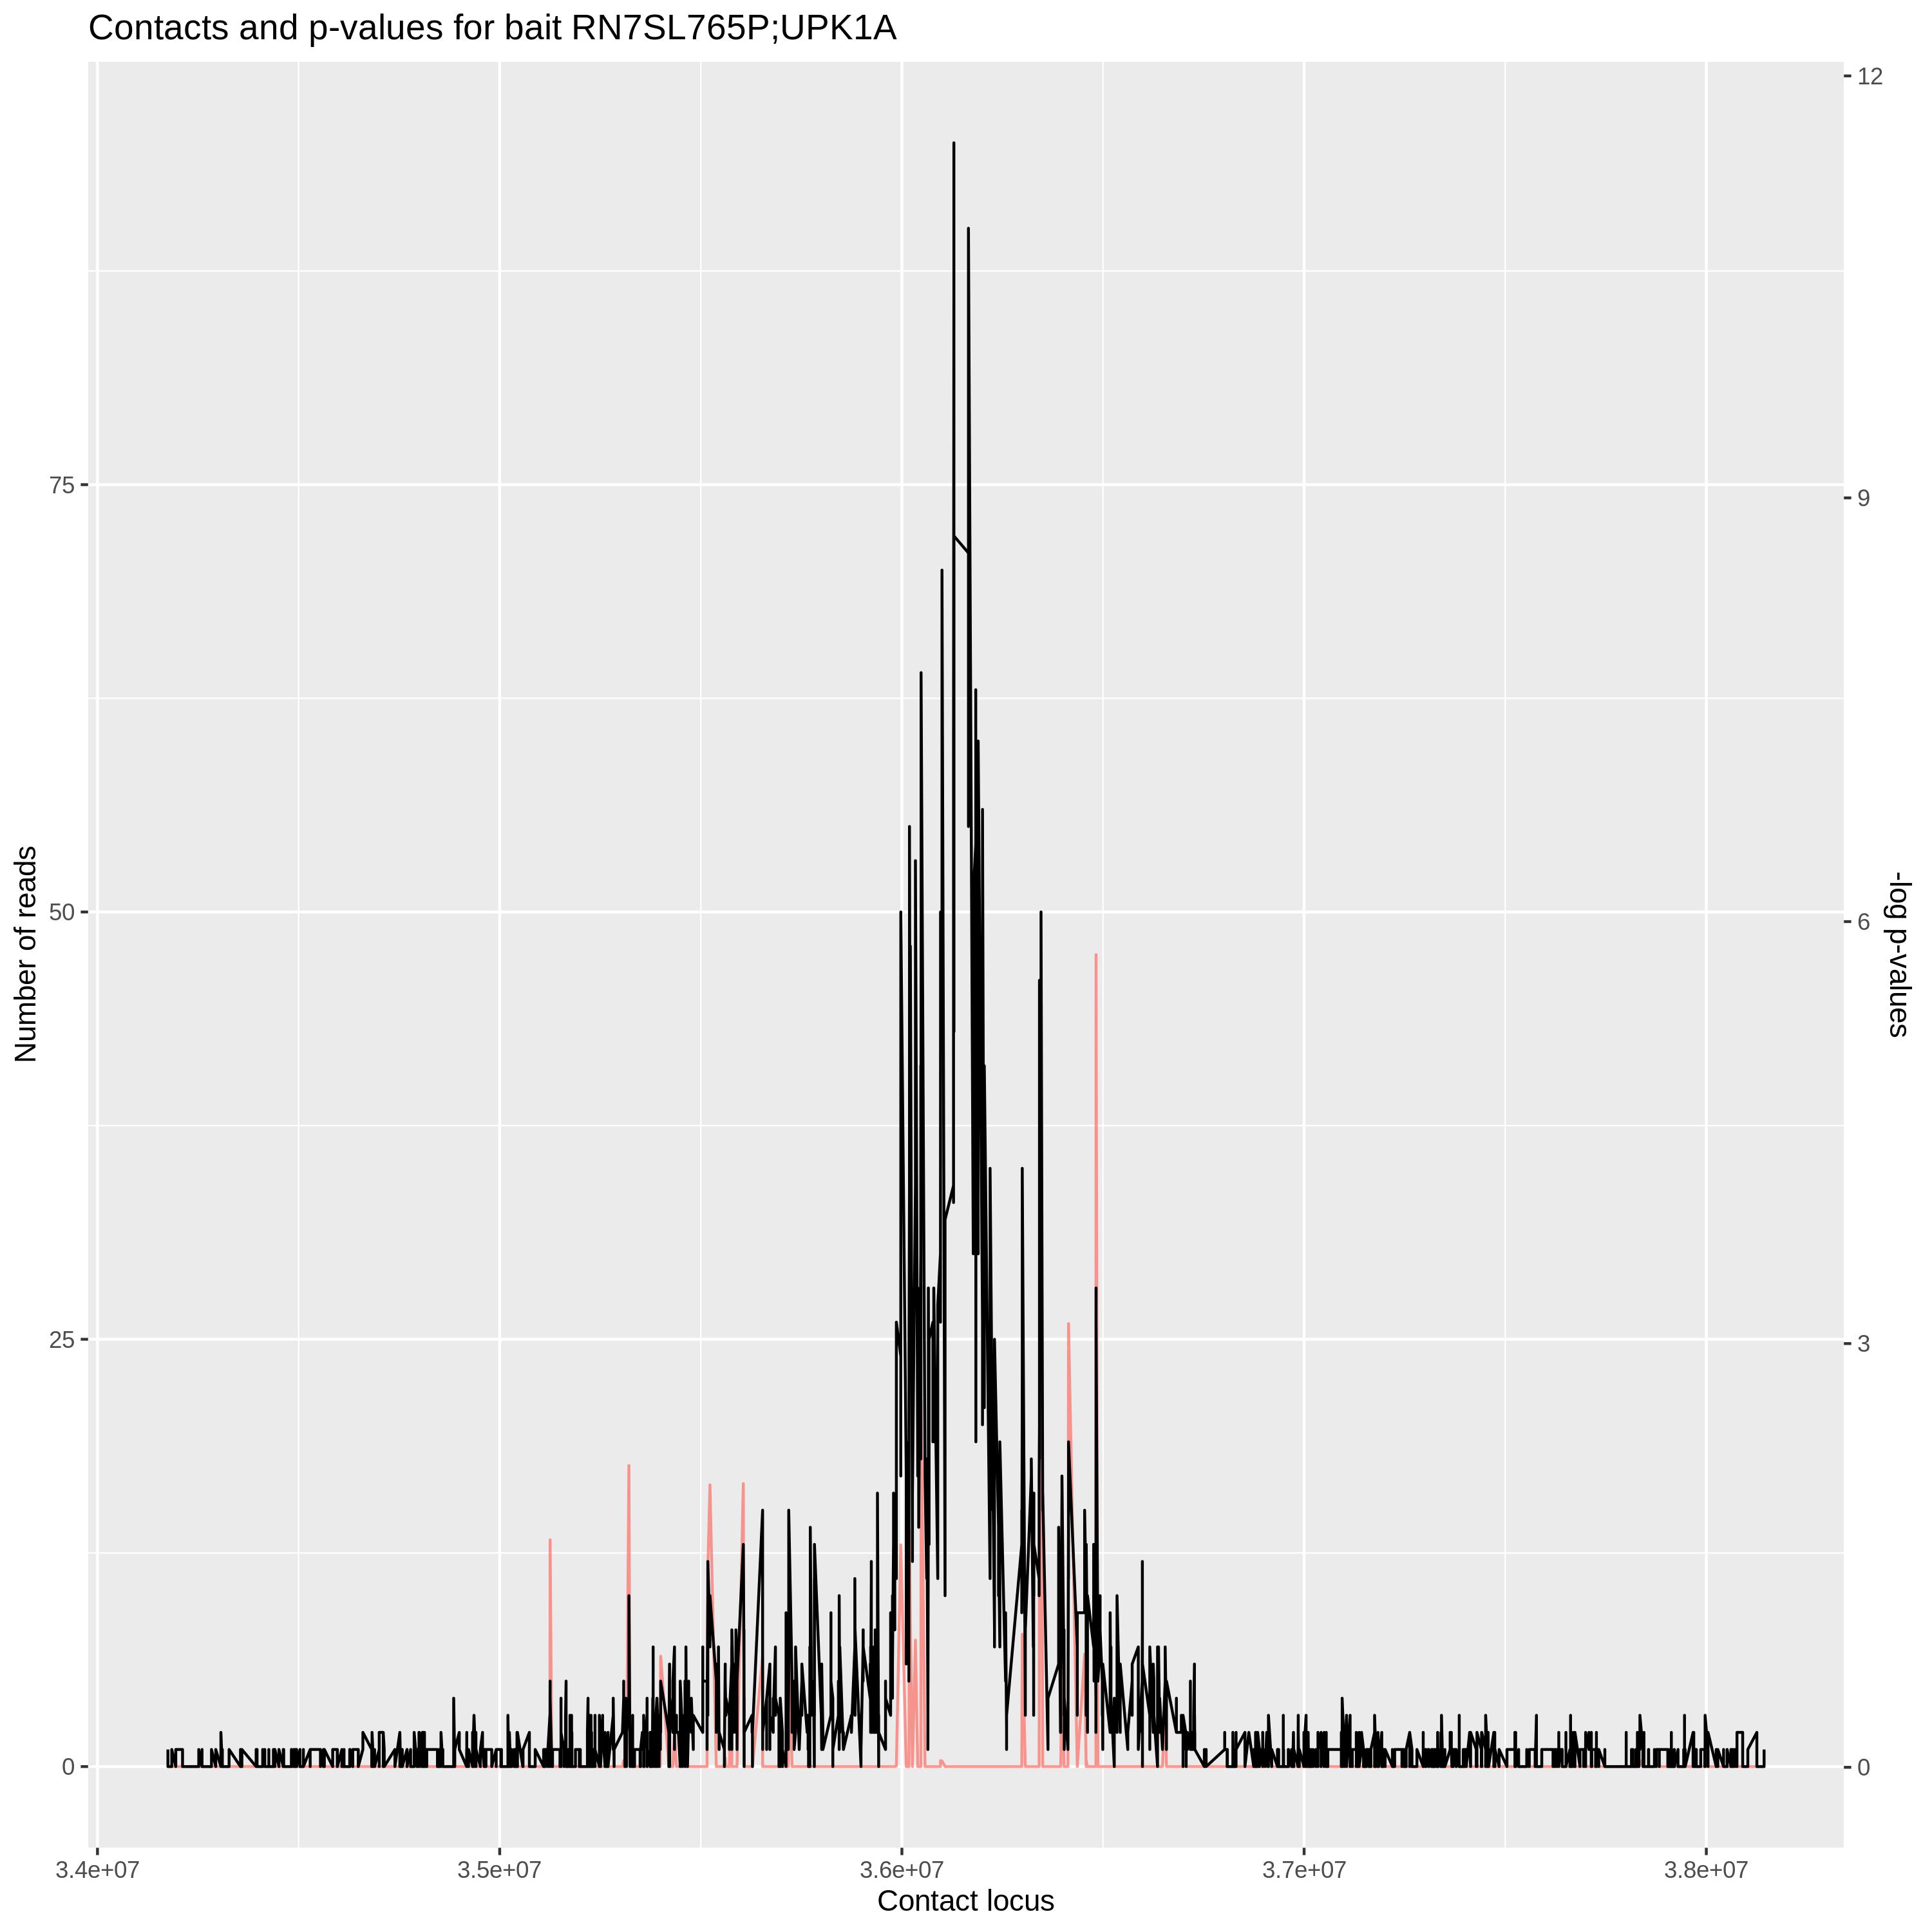 Contacts and p-values for bait RN7SL765P;UPK1A
12
75
9
50
6
Number of reads
-log p-values
25
3
0
0
3.4e+07
3.5e+07
3.6e+07
3.7e+07
3.8e+07
Contact locus